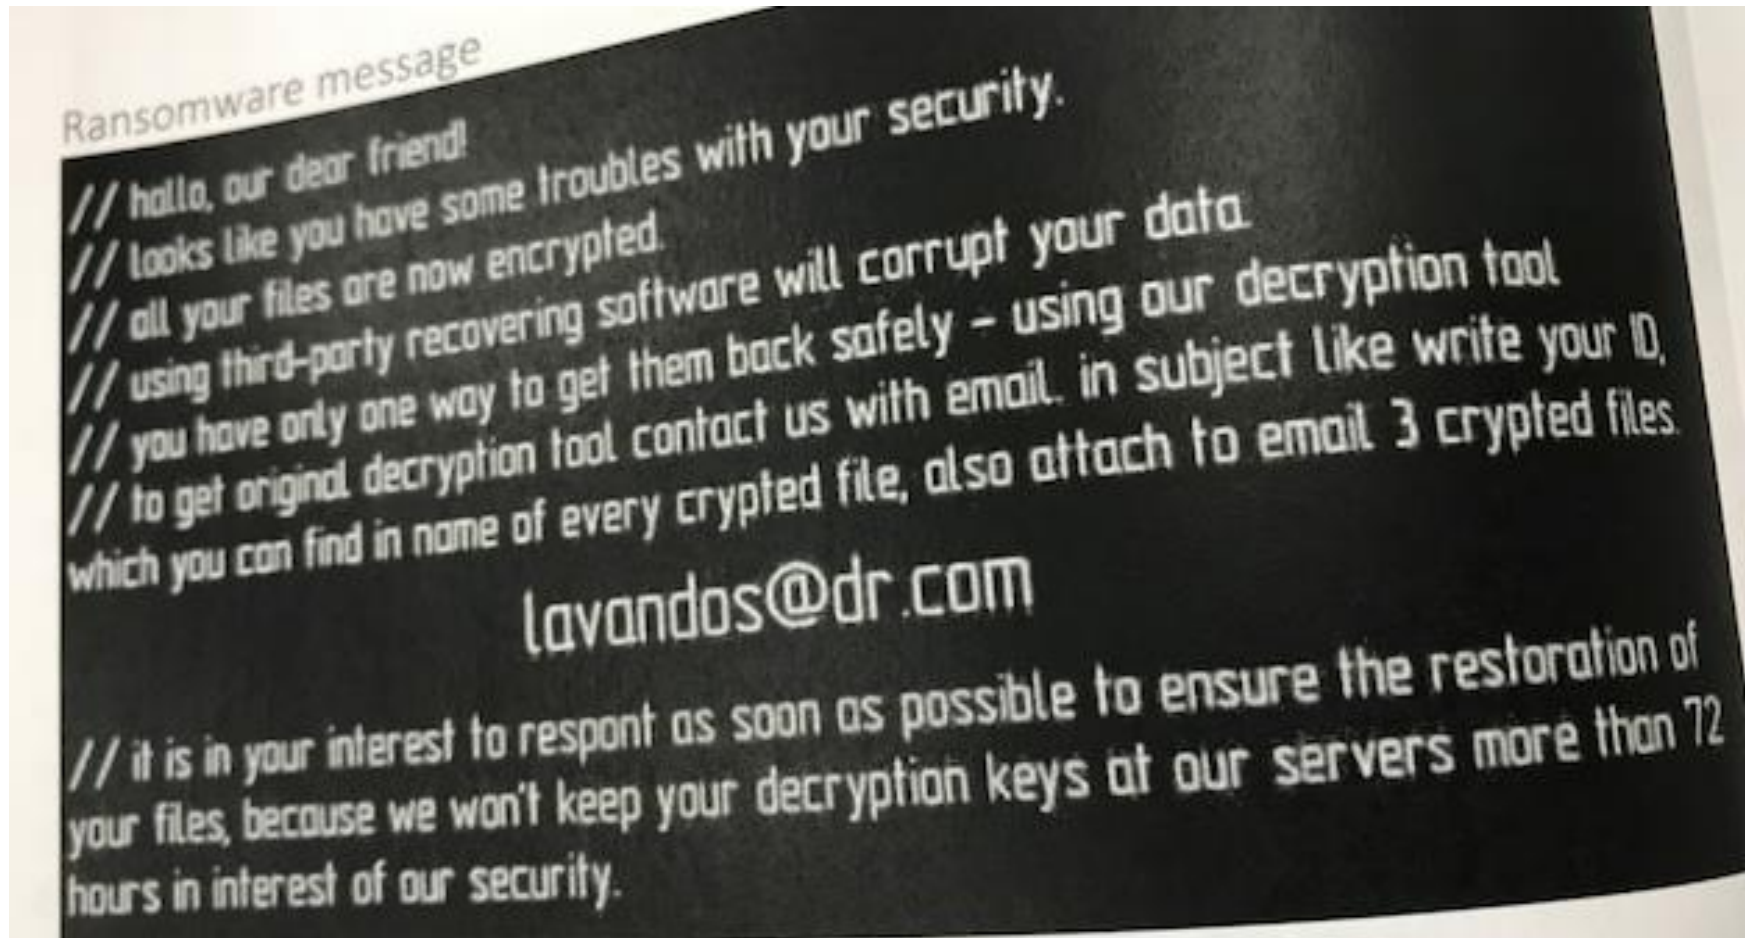 Ransomware message
// hallo, our dear friend!
// looks like you have some troubles with your security.
// all your files are now encrypted.
// using third-party recovering software will corrupt your data.
// you have only one way to get them back safely - using our decryption tool
// to get original decryption tool contact us with email. in subject like write your ID,
which you can find in name of every crypted file, also attach to email 3 crypted files.
lavandos@dr.com
// it is in your interest to respont as soon as possible to ensure the restoration of
your files, because we won't keep your decryption keys at our servers more than 72
hours in interest of our security.